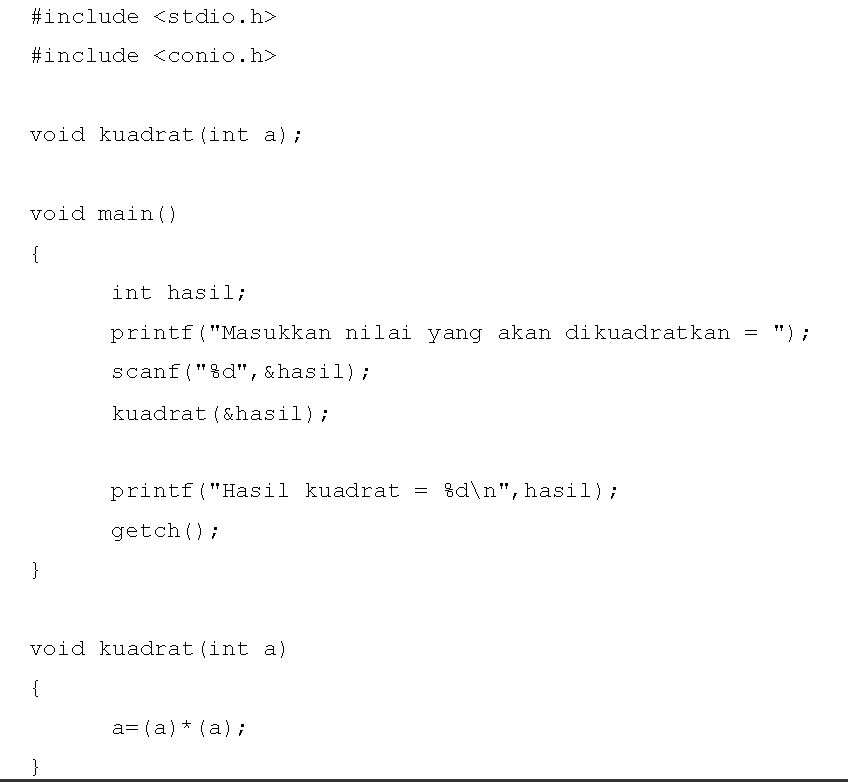 #include <stdio.h>
#include <conio.h>
void kuadrat(int a);
void main()
{
int hasil;
printf("Masukkan nilai yang akan dikuadratkan = ");
scanf("%d",&hasil);
kuadrat(&hasil);
printf("Hasil kuadrat = %d\n",hasil);
getch();
}
void kuadrat(int a)
{
a=(a)*(a);
}